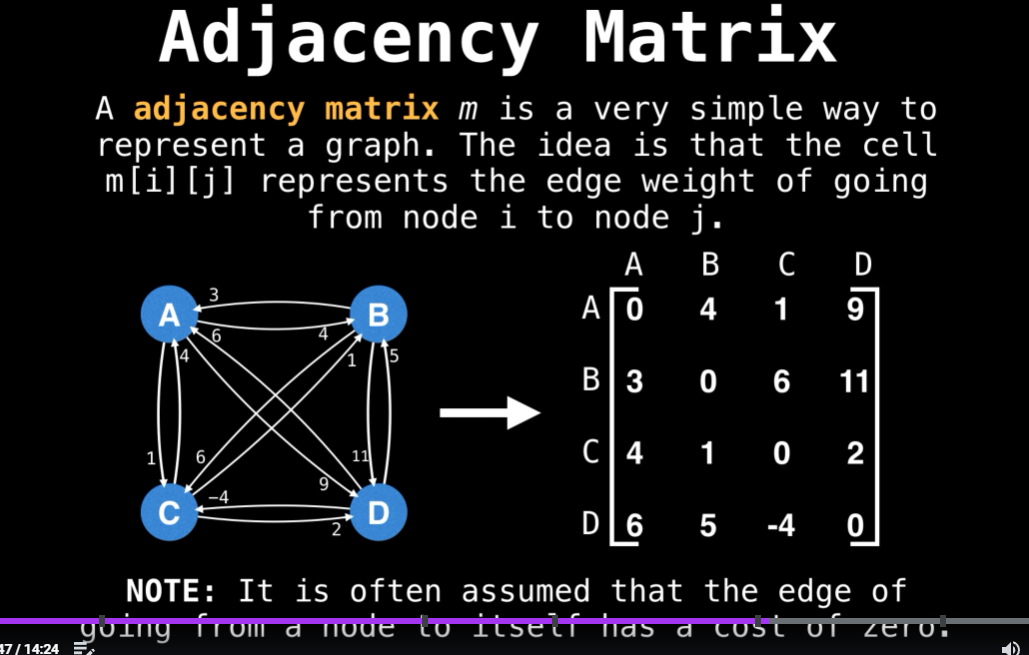 Adjacency Matrix
A adjacency matrix m is a very simple way to
represent a graph. The idea is that the cell
m[i][j] represents the edge weight of going
from node i to node j.
A B C D
A 0 4 1 9
B 3 0 6 11
C 4 1 0 2
D 6 5 -4 0
A 3 B
6 4
4 1 5
1 6 11
-4 9
C D
2
NOTE: It is often assumed that the edge of
going from a node to itself has a cost of zero.
47 / 14:24